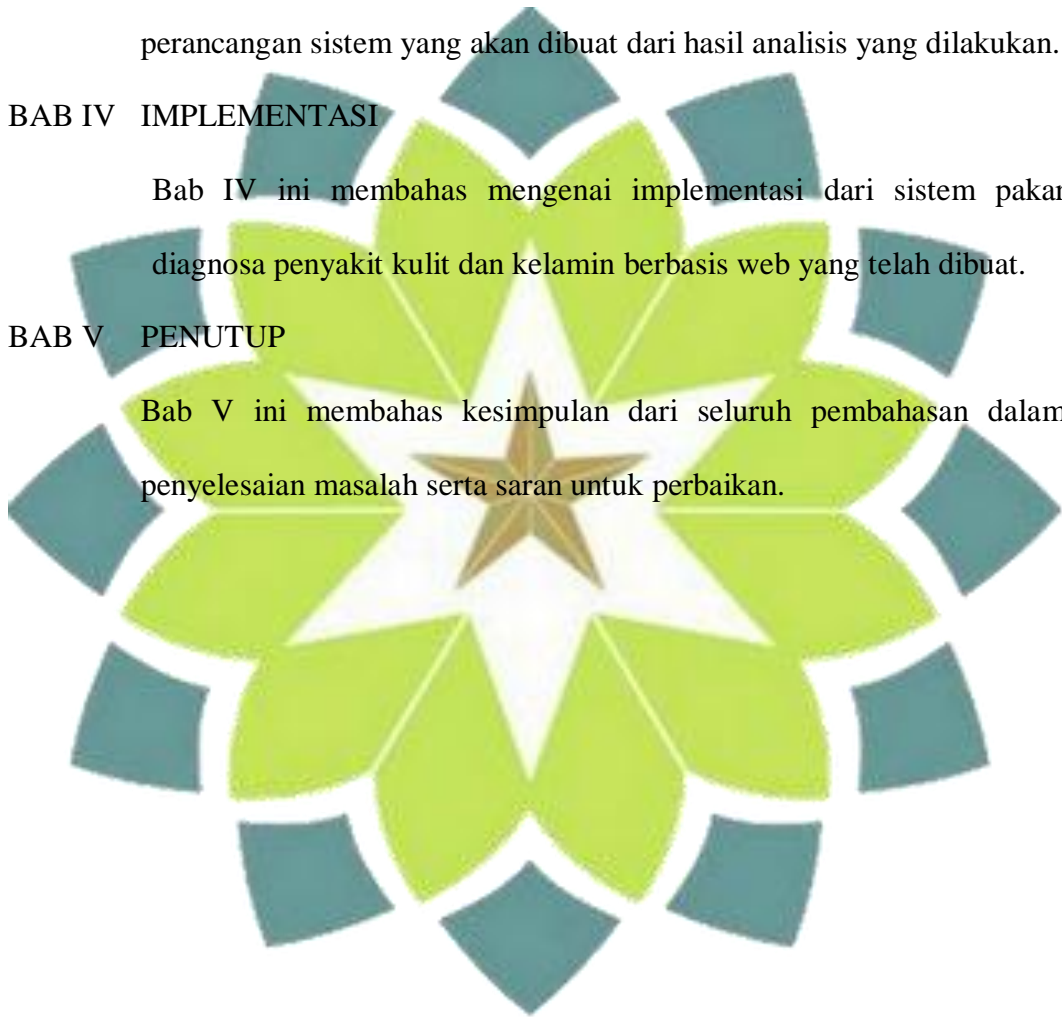 perancangan sistem yang akan dibuat dari hasil analisis yang dilakukan.
BAB IV IMPLEMENTASI
Bab IV ini membahas mengenai implementasi dari sistem pakar
diagnosa penyakit kulit dan kelamin berbasis web yang telah dibuat.
BAB V PENUTUP
Bab V ini membahas kesimpulan dari seluruh pembahasan dalam
penyelesaian masalah serta saran untuk perbaikan.